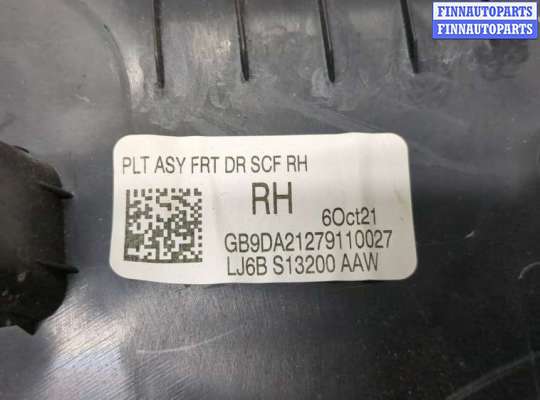 FINNAUTOPARTS
FINNAUTOPARTS
PLT ASY FRT DR SCF RH
RH
6Oct21
GB9DA21279110027
LJ6B S13200 AAW